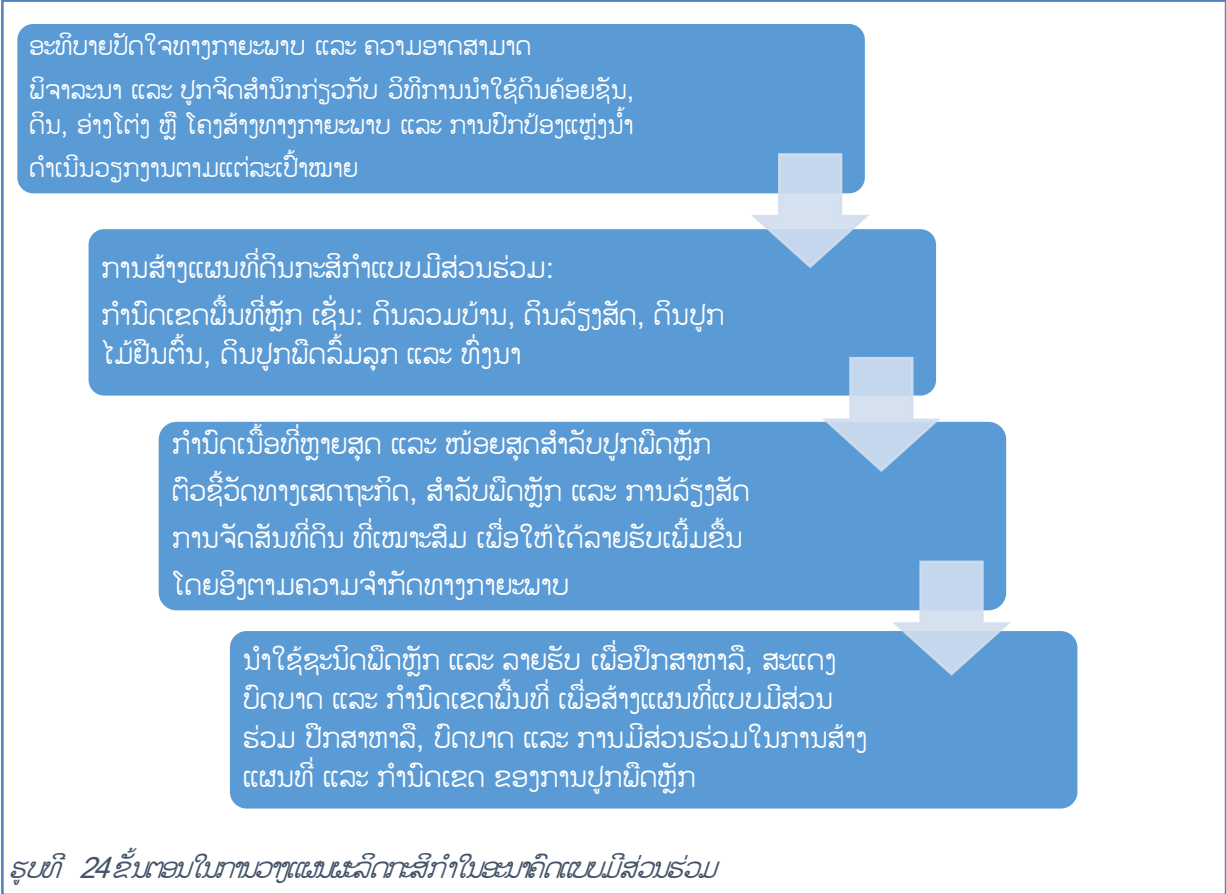 ອະທິບາຍປັດໃຈທາງກາຍະພາບ ແລະ ຄວາມອາດສາມາດ
ພິຈາລະນາ ແລະ ປູກຈິດສຳນຶກກ່ຽວກັບ ວິທີການນຳໃຊ້ດິນຄ້ອຍຊັນ,
ດິນ, ອ່າງໂຕ່ງ ຫຼື ໂຄງສ້າງທາງກາຍະພາບ ແລະ ການປົກປ້ອງແຫຼ່ງນໍ້າ
ດຳເນີນວຽກງານຕາມແຕ່ລະເປົ້າໝາຍ
ການສ້າງແຜນທີ່ດິນກະສິກຳແບບມີສ່ວນຮ່ວມ:
ກຳນົດເຂດພື້ນທີ່ຫຼັກ ເຊັ່ນ: ດິນລວມບ້ານ, ດິນລ້ຽງສັດ, ດິນປູກ
ໄມ້ຢືນຕົ້ນ, ດິນປູກພືດລົ້ມລຸກ ແລະ ທົ່ງນາ
ກຳນົດເນື້ອທີ່ຫຼາຍສຸດ ແລະ ໜ້ອຍສຸດສຳລັບປູກພືດຫຼັກ
ຕົວຊີ້ວັດທາງເສດຖະກິດ, ສຳລັບພືດຫຼັກ ແລະ ການລ້ຽງສັດ
ການຈັດສັນທີ່ດິນ ທີ່ເໝາະສົມ ເພື່ອໃຫ້ໄດ້ລາຍຮັບເພີ້ມຂື້ນ
ໂດຍອີງຕາມຄວາມຈຳກັດທາງກາຍະພາບ
ນຳໃຊ້ຊະນິດພືດຫຼັກ ແລະ ລາຍຮັບ ເພື່ອປຶກສາຫາລື, ສະແດງ
ບົດບາດ ແລະ ກຳນົດເຂດພື້ນທີ່ ເພື່ອສ້າງແຜນທີ່ແບບມີສ່ວນ
ຮ່ວມ ປຶກສາຫາລື, ບົດບາດ ແລະ ການມີສ່ວນຮ່ວມໃນການສ້າງ
ແຜນທີ່ ແລະ ກຳນົດເຂດ ຂອງການປູກພືດຫຼັກ
ຮູບທີ 24 ຂັ້ນຕອນໃນການວາງແຜນຜະລິດກະສິກຳໃນອະນາຄົດແບບມີສ່ວນຮ່ວມ